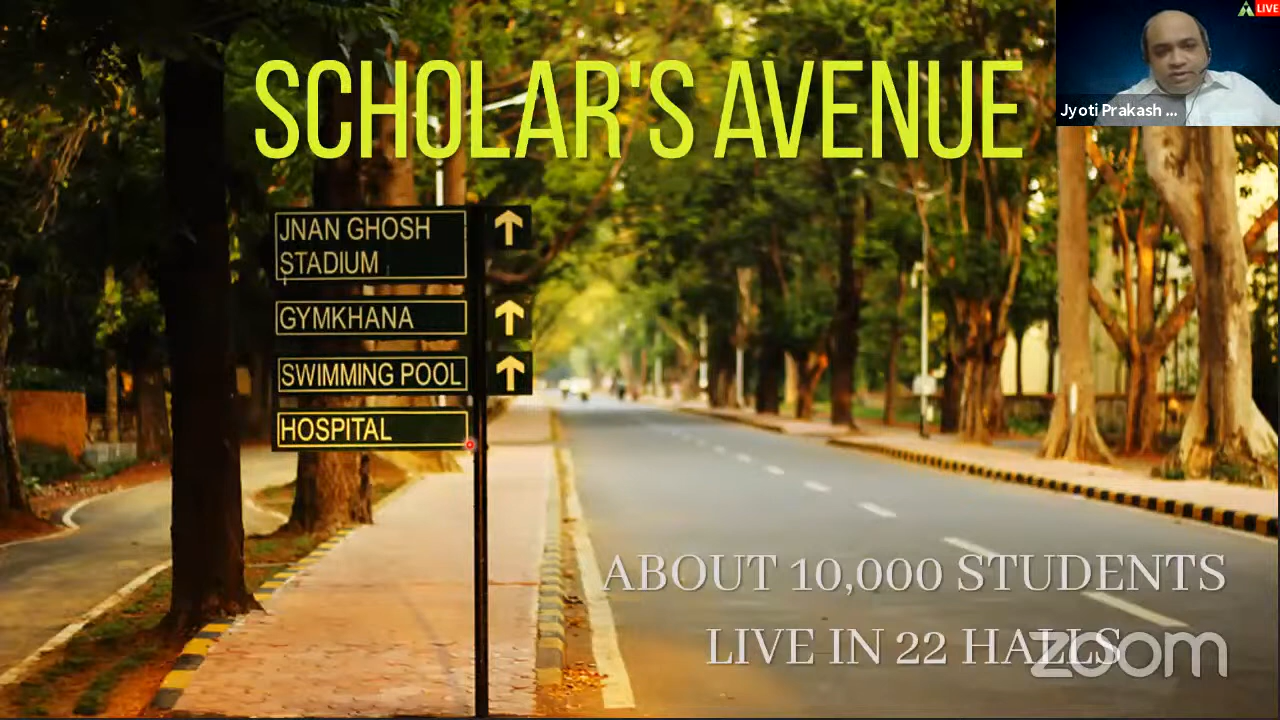 LIVE
SCHOLAR'S AVENUE
Jyoti Prakash ...
JNAN GHOSH
STADIUM
GYMKHANA
SWIMMING POOL
HOSPITAL
ABOUT 10,000 STUDENTS
LIVE IN 22 HALLS
zoom